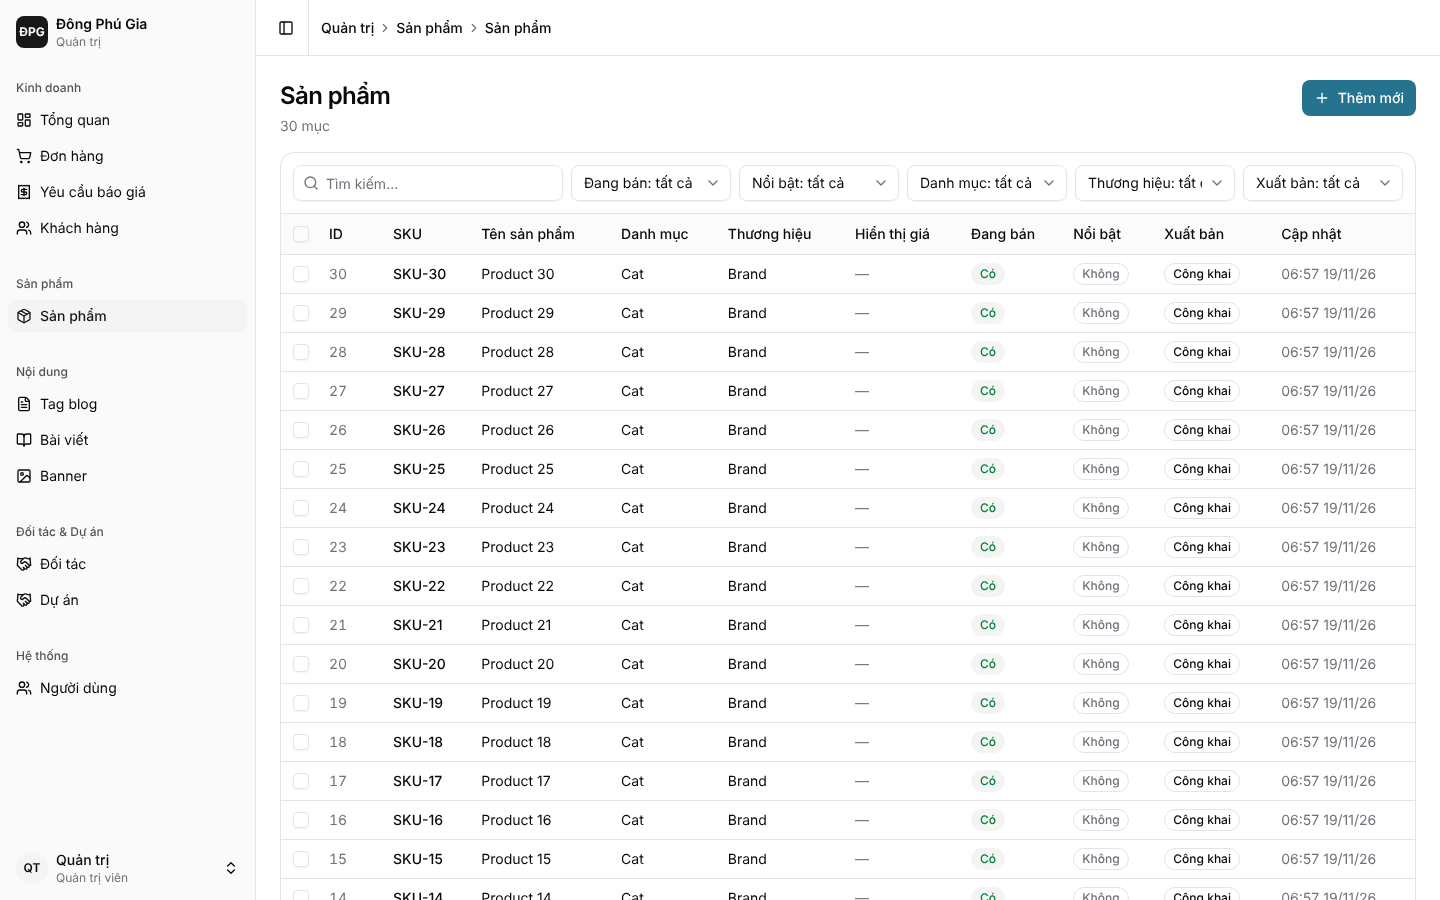 ĐPG
Đông Phú Gia
Quản trị
Kinh doanh
Tổng quan
Đơn hàng
Yêu cầu báo giá
Khách hàng
Sản phẩm
Sản phẩm
Nội dung
Tag blog
Bài viết
Banner
Đối tác & Dự án
Đối tác
Dự án
Hệ thống
Người dùng
QT
Quản trị
Quản trị viên
Quản trị > Sản phẩm > Sản phẩm
Sản phẩm
30 mục
+ Thêm mới
Tìm kiếm... Đang bán: tất cả Nổi bật: tất cả Danh mục: tất cả Thương hiệu: tất Xuất bản: tất cả
ID SKU Tên sản phẩm Danh mục Thương hiệu Hiển thị giá Đang bán Nổi bật Xuất bản Cập nhật
30 SKU-30 Product 30 Cat Brand — Có Không Công khai 06:57 19/11/26
29 SKU-29 Product 29 Cat Brand — Có Không Công khai 06:57 19/11/26
28 SKU-28 Product 28 Cat Brand — Có Không Công khai 06:57 19/11/26
27 SKU-27 Product 27 Cat Brand — Có Không Công khai 06:57 19/11/26
26 SKU-26 Product 26 Cat Brand — Có Không Công khai 06:57 19/11/26
25 SKU-25 Product 25 Cat Brand — Có Không Công khai 06:57 19/11/26
24 SKU-24 Product 24 Cat Brand — Có Không Công khai 06:57 19/11/26
23 SKU-23 Product 23 Cat Brand — Có Không Công khai 06:57 19/11/26
22 SKU-22 Product 22 Cat Brand — Có Không Công khai 06:57 19/11/26
21 SKU-21 Product 21 Cat Brand — Có Không Công khai 06:57 19/11/26
20 SKU-20 Product 20 Cat Brand — Có Không Công khai 06:57 19/11/26
19 SKU-19 Product 19 Cat Brand — Có Không Công khai 06:57 19/11/26
18 SKU-18 Product 18 Cat Brand — Có Không Công khai 06:57 19/11/26
17 SKU-17 Product 17 Cat Brand — Có Không Công khai 06:57 19/11/26
16 SKU-16 Product 16 Cat Brand — Có Không Công khai 06:57 19/11/26
15 SKU-15 Product 15 Cat Brand — Có Không Công khai 06:57 19/11/26
14 SKU-14 Product 14 Cat Brand — Có Không Công khai 06:57 19/11/26